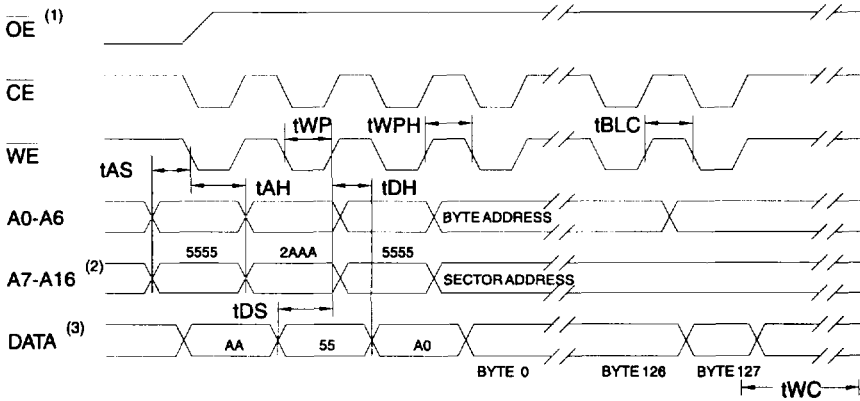 OE (1)
CE
tWP tWPH tBLC
WE
tAS
tAH tDH
A0-A6 BYTE ADDRESS
5555 2AAA 5555
A7-A16 (2) SECTOR ADDRESS
tDS
DATA (3) AA 55 A0
BYTE 0 BYTE 126 BYTE 127
tWC